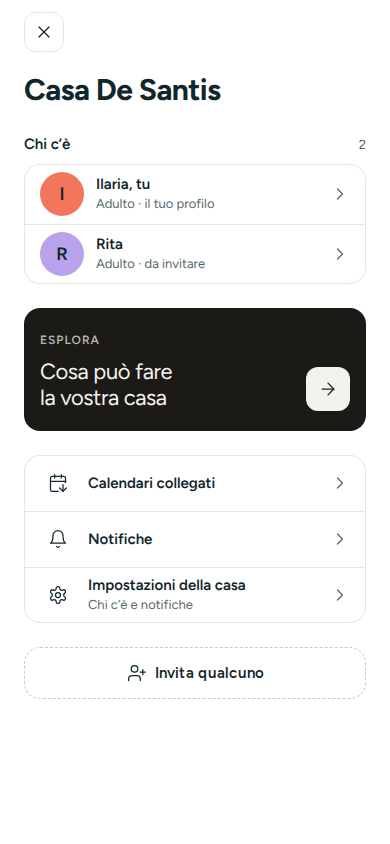 Casa De Santis
Chi c’è 2
I
Ilaria, tu
Adulto · il tuo profilo
R
Rita
Adulto · da invitare
ESPLORA
Cosa può fare
la vostra casa
Calendari collegati
Notifiche
Impostazioni della casa
Chi c’è e notifiche
Invita qualcuno